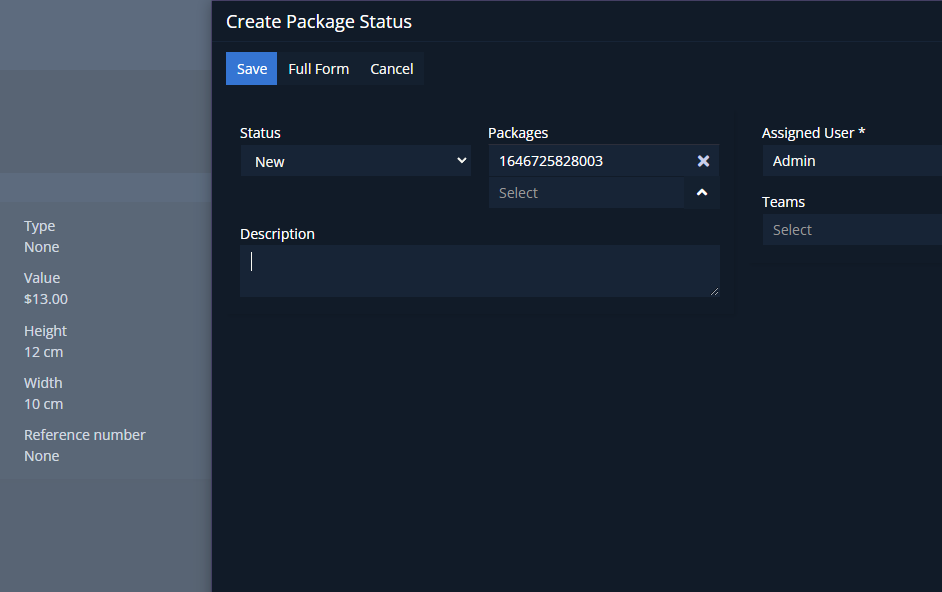 Create Package Status
Save Full Form Cancel
Status
New
Packages
1646725828003
Select
Assigned User *
Admin
Teams
Select
Description
Type
None
Value
$13.00
Height
12 cm
Width
10 cm
Reference number
None